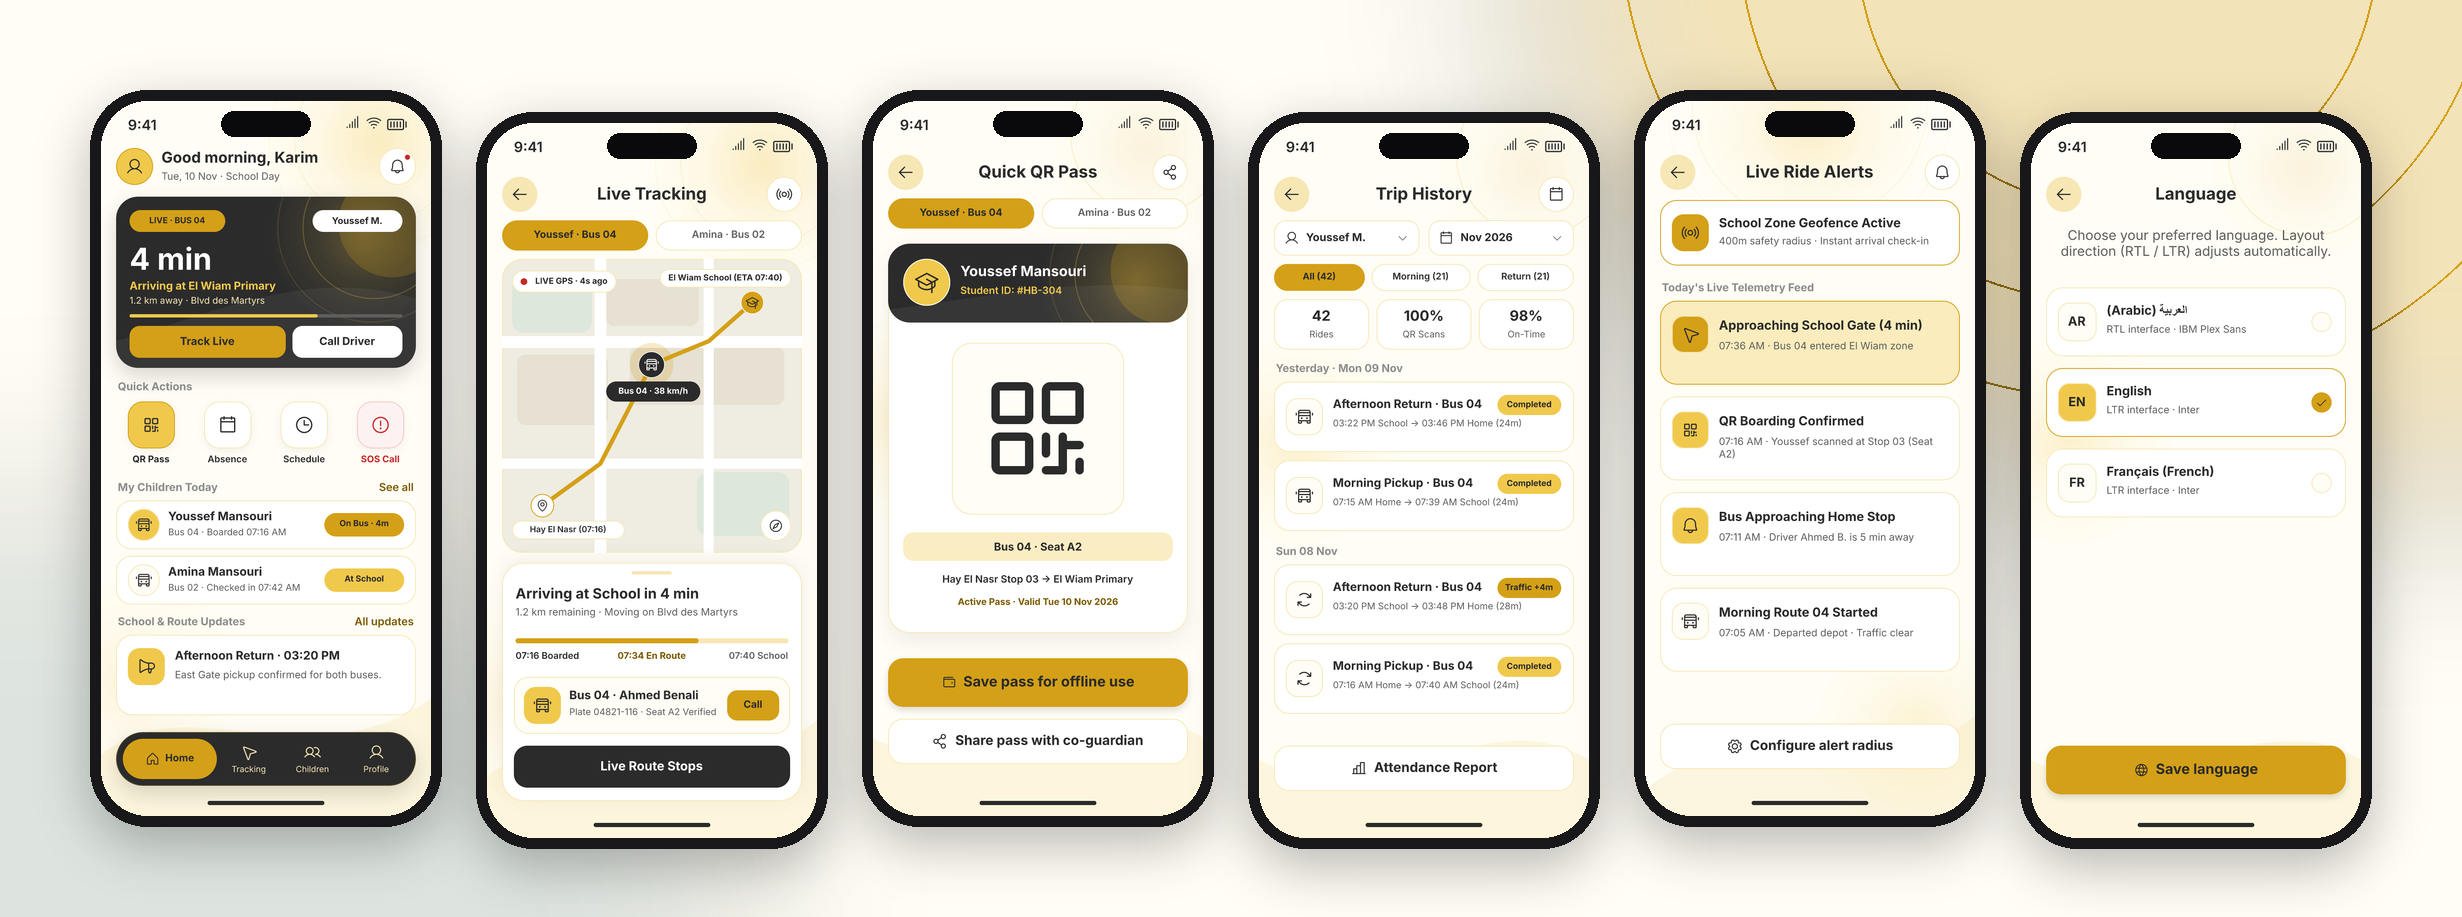 9:41
Good morning, Karim
Tue, 10 Nov · School Day
LIVE · BUS 04
Youssef M.
4 min
Arriving at El Wiam Primary
1.2 km away · Blvd des Martyrs
Track Live
Call Driver
Quick Actions
QR Pass
Absence
Schedule
SOS Call
My Children Today
See all
Youssef Mansouri
Bus 04 · Boarded 07:16 AM
On Bus · 4m
Amina Mansouri
Bus 02 · Checked in 07:42 AM
At School
School & Route Updates
All updates
Afternoon Return · 03:20 PM
East Gate pickup confirmed for both buses.
Home
Tracking
Children
Profile
9:41
Live Tracking
Youssef · Bus 04
Amina · Bus 02
LIVE GPS · 4s ago
El Wiam School (ETA 07:40)
Bus 04 · 38 km/h
Hay El Nasr (07:16)
Arriving at School in 4 min
1.2 km remaining · Moving on Blvd des Martyrs
07:16 Boarded
07:34 En Route
07:40 School
Bus 04 · Ahmed Benali
Plate 04821-116 · Seat A2 Verified
Call
Live Route Stops
9:41
Quick QR Pass
Youssef · Bus 04
Amina · Bus 02
Youssef Mansouri
Student ID: #HB-304
Bus 04 · Seat A2
Hay El Nasr Stop 03 → El Wiam Primary
Active Pass · Valid Tue 10 Nov 2026
Save pass for offline use
Share pass with co-guardian
9:41
Trip History
Youssef M.
Nov 2026
All (42)
Morning (21)
Return (21)
42
Rides
100%
QR Scans
98%
On-Time
Yesterday · Mon 09 Nov
Afternoon Return · Bus 04
Completed
03:22 PM School → 03:46 PM Home (24m)
Morning Pickup · Bus 04
Completed
07:15 AM Home → 07:39 AM School (24m)
Sun 08 Nov
Afternoon Return · Bus 04
Traffic +4m
03:20 PM School → 03:48 PM Home (28m)
Morning Pickup · Bus 04
Completed
07:16 AM Home → 07:40 AM School (24m)
Attendance Report
9:41
Live Ride Alerts
School Zone Geofence Active
400m safety radius · Instant arrival check-in
Today's Live Telemetry Feed
Approaching School Gate (4 min)
07:36 AM · Bus 04 entered El Wiam zone
QR Boarding Confirmed
07:16 AM · Youssef scanned at Stop 03 (Seat
A2)
Bus Approaching Home Stop
07:11 AM · Driver Ahmed B. is 5 min away
Morning Route 04 Started
07:05 AM · Departed depot · Traffic clear
Configure alert radius
9:41
Language
Choose your preferred language. Layout
direction (RTL / LTR) adjusts automatically.
AR
(Arabic) العربية
RTL interface · IBM Plex Sans
EN
English
LTR interface · Inter
FR
Français (French)
LTR interface · Inter
Save language